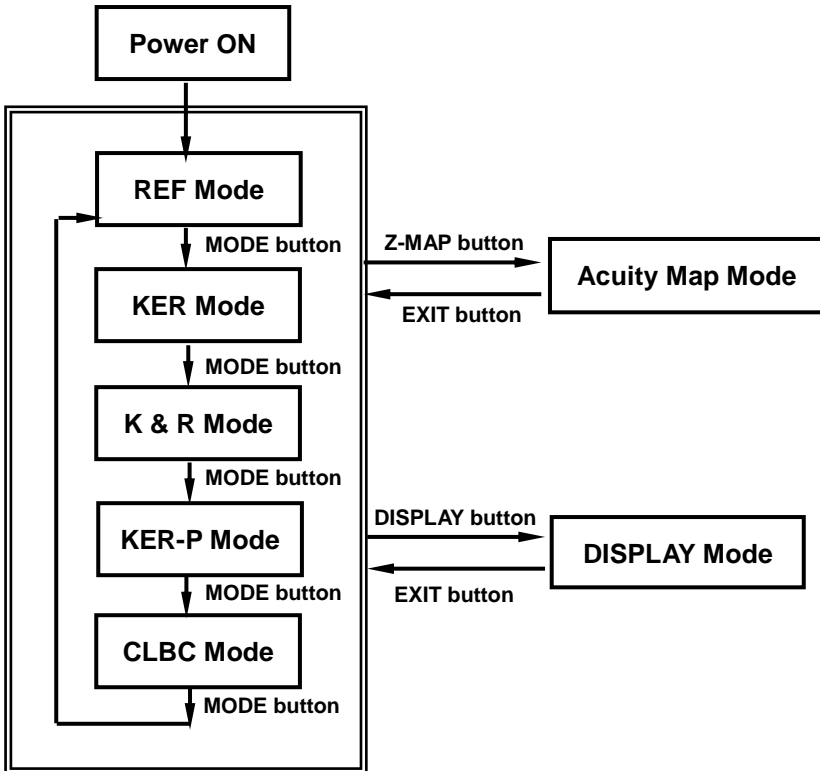 Power ON
REF Mode
MODE button
Z-MAP button
Acuity Map Mode
KER Mode
EXIT button
MODE button
K & R Mode
MODE button
DISPLAY button
KER-P Mode
DISPLAY Mode
EXIT button
MODE button
CLBC Mode
MODE button